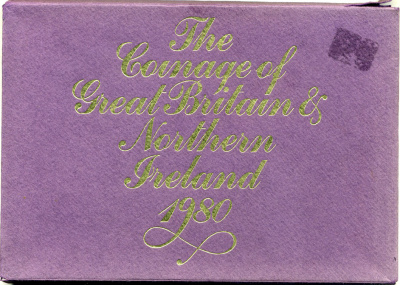 The
Coinage of
Great Britain &
Northern
Ireland
1980